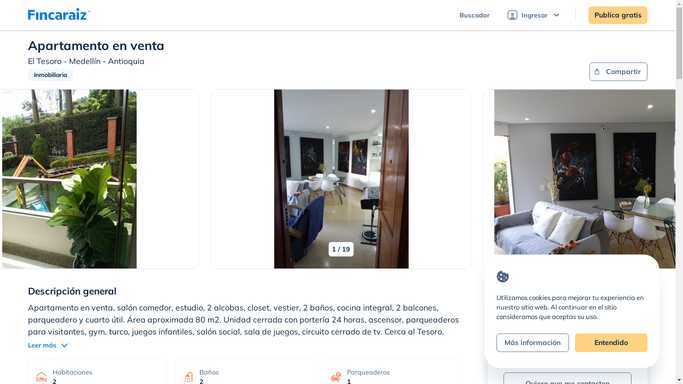 Fincaraiz
Buscador
Ingresar
Publica gratis
Apartamento en venta
El Tesoro - Medellín - Antioquia
Inmobiliaria
Compartir
1 / 19
Descripción general
Apartamento en venta, salón comedor, estudio, 2 alcobas, closet, vestier, 2 baños, cocina integral, 2 balcones,
parqueadero y cuarto útil. Área aproximada 80 m2. Unidad cerrada con portería 24 horas, ascensor, parqueaderos
para visitantes, gym, turco, juegos infantiles, salón social, sala de juegos, circuito cerrado de tv. Cerca al Tesoro.
Leer más
Habitaciones
2
Baños
2
Parqueaderos
1
Utilizamos cookies para mejorar tu experiencia en
nuestro sitio web. Al continuar en el sitio
consideramos que aceptas su uso.
Más información
Entendido
Quiero que me contacten